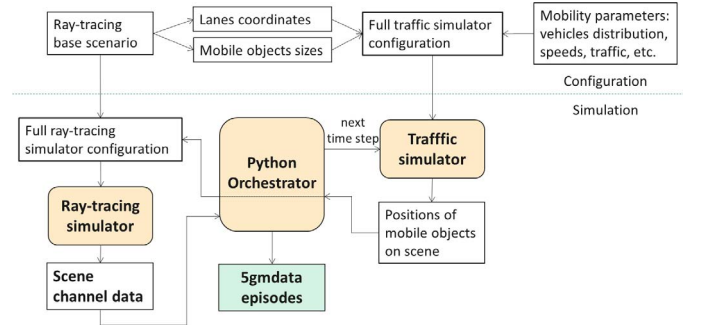 Ray-tracing
base scenario
Lanes coordinates
Mobile objects sizes
Full traffic simulator
configuration
Mobility parameters:
vehicles distribution,
speeds, traffic, etc.
Configuration
Simulation
Full ray-tracing
simulator configuration
Python
Orchestrator
next
time step
Trafffic
simulator
Ray-tracing
simulator
Positions of
mobile objects
on scene
Scene
channel data
5gmdata
episodes